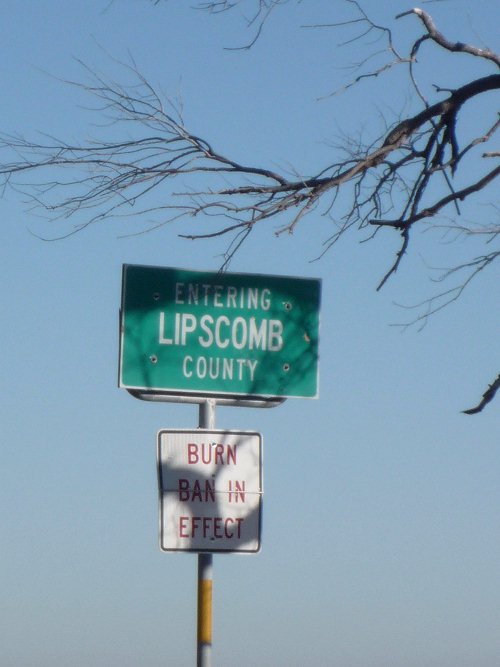 ENTERING
LIPSCOMB
COUNTY
BURN
BAN IN
EFFECT